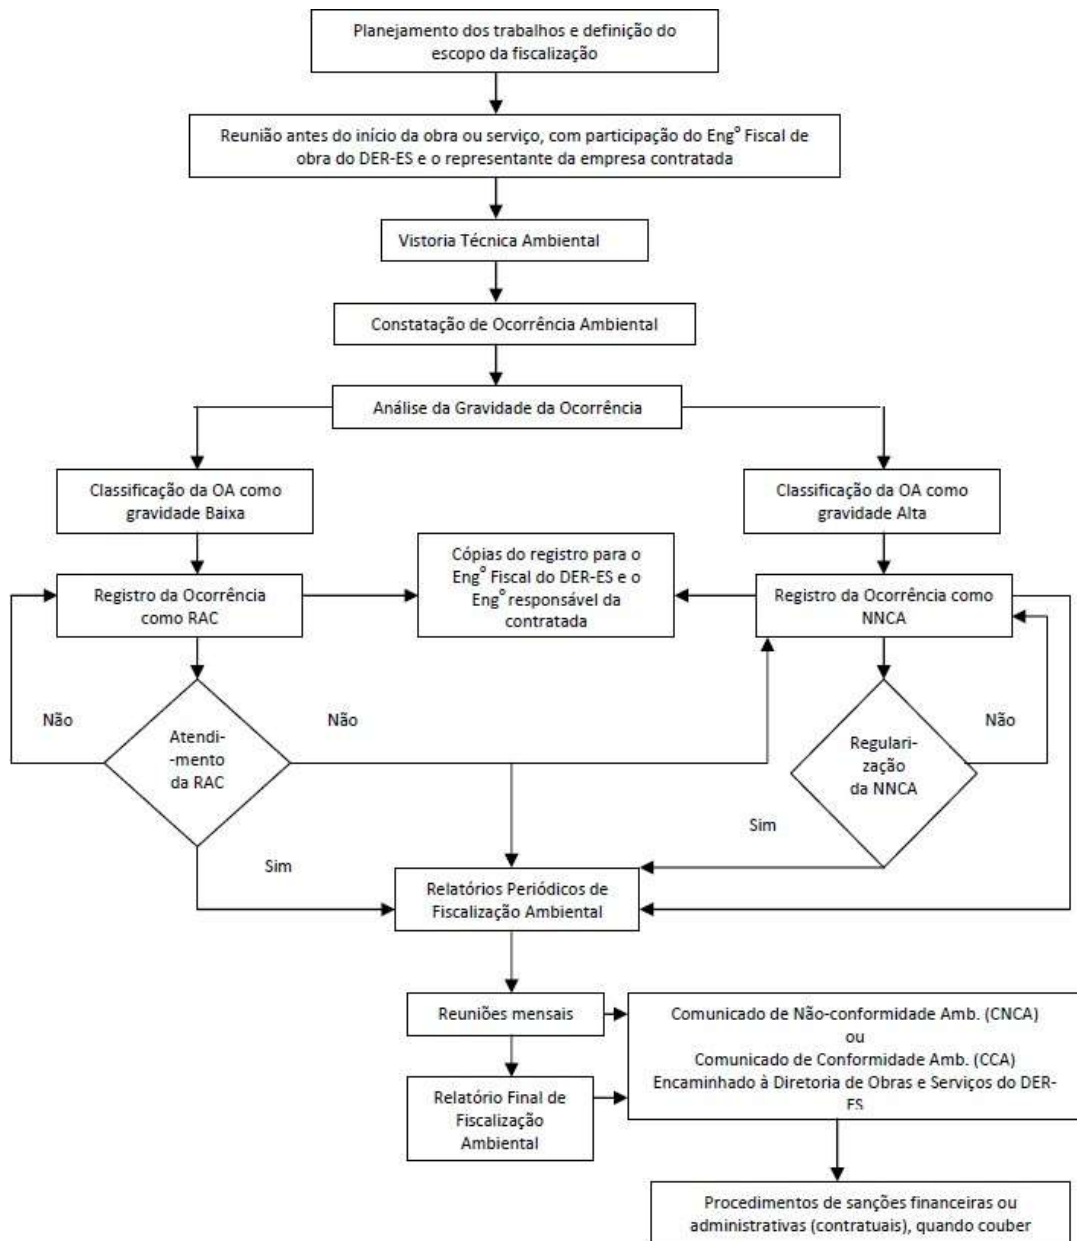 Planejamento dos trabalhos e definição do
escopo da fiscalização
Reunião antes do início da obra ou serviço, com participação do Engº Fiscal de
obra do DER-ES e o representante da empresa contratada
Vistoria Técnica Ambiental
Constatação de Ocorrência Ambiental
Análise da Gravidade da Ocorrência
Classificação da OA como
gravidade Baixa
Classificação da OA como
gravidade Alta
Cópias do registro para o
Engº Fiscal do DER-ES e o
Engº responsável da
contratada
Registro da Ocorrência
como RAC
Registro da Ocorrência como
NNCA
Não
Atendi-
-mento
da RAC
Não
Regulari-
zação
da NNCA
Não
Sim
Sim
Relatórios Periódicos de
Fiscalização Ambiental
Reuniões mensais
Comunicado de Não-conformidade Amb. (CNCA)
ou
Comunicado de Conformidade Amb. (CCA)
Encaminhado à Diretoria de Obras e Serviços do DER-
ES
Relatório Final de
Fiscalização
Ambiental
Procedimentos de sanções financeiras ou
administrativas (contratuais), quando couber